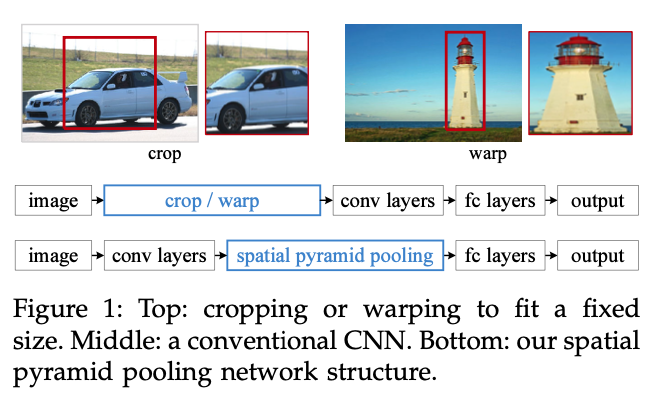 crop
warp
image crop / warp conv layers fc layers output
image conv layers spatial pyramid pooling fc layers output
Figure 1: Top: cropping or warping to fit a fixed
size. Middle: a conventional CNN. Bottom: our spatial
pyramid pooling network structure.